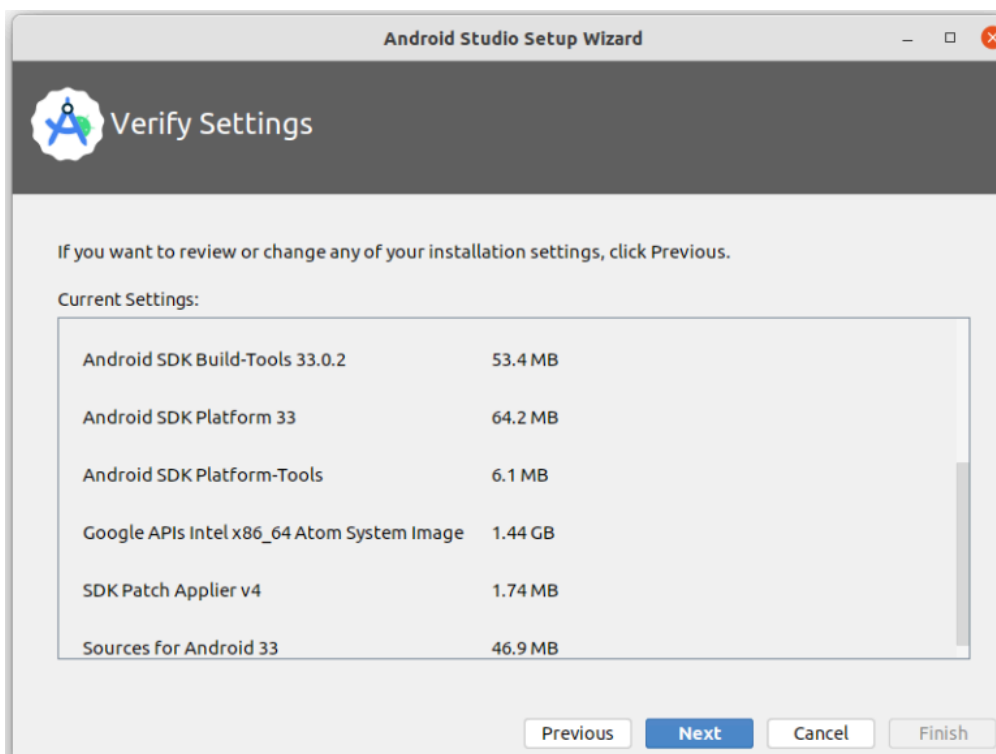 Android Studio Setup Wizard
Verify Settings
If you want to review or change any of your installation settings, click Previous.
Current Settings:
Android SDK Build-Tools 33.0.2 53.4 MB
Android SDK Platform 33 64.2 MB
Android SDK Platform-Tools 6.1 MB
Google APIs Intel x86_64 Atom System Image 1.44 GB
SDK Patch Applier v4 1.74 MB
Sources for Android 33 46.9 MB
Previous Next Cancel Finish